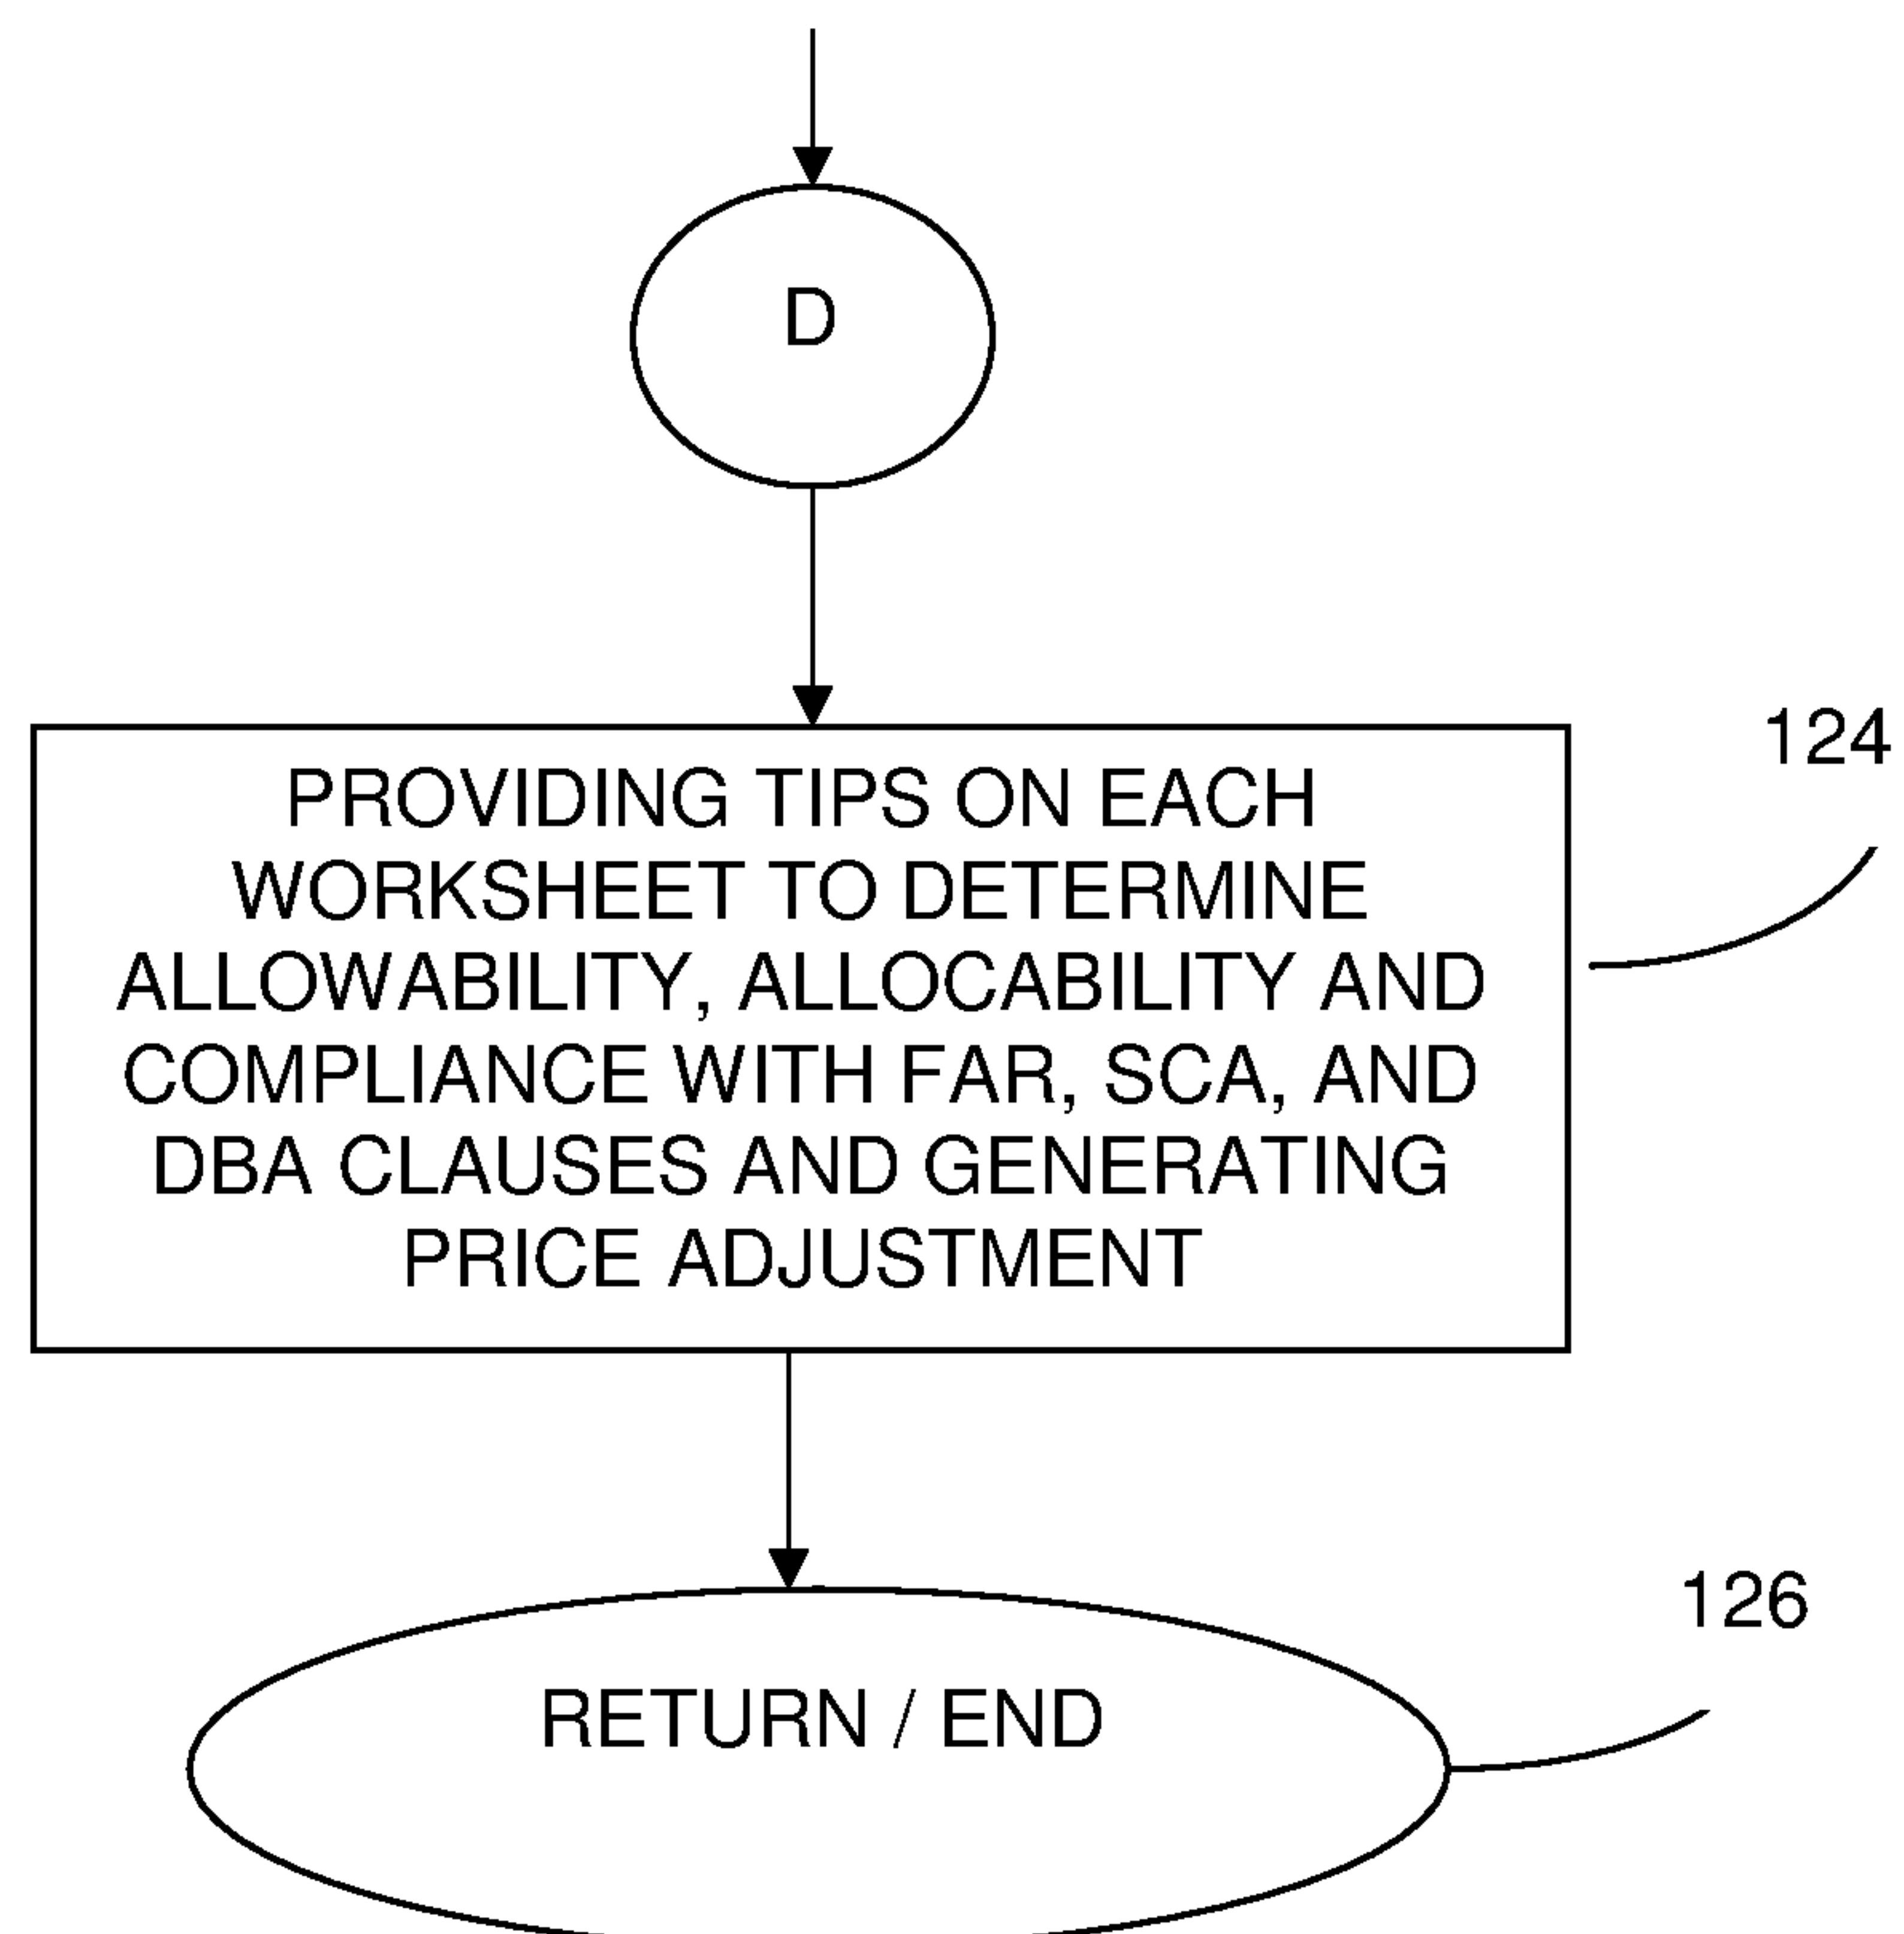 D
124
PROVIDING TIPS ON EACH
WORKSHEET TO DETERMINE
ALLOWABILITY, ALLOCABILITY AND
COMPLIANCE WITH FAR, SCA, AND
DBA CLAUSES AND GENERATING
PRICE ADJUSTMENT
126
RETURN / END